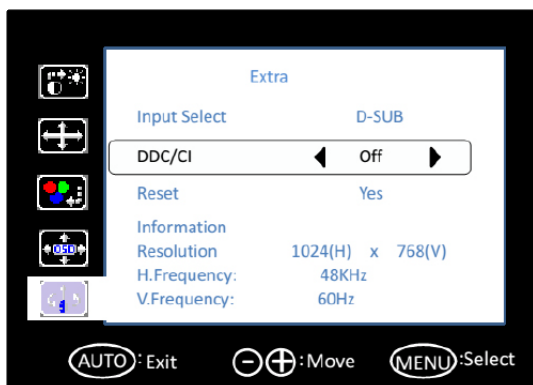 Extra
Input Select D-SUB
DDC/CI Off
Reset Yes
Information
Resolution 1024(H) x 768(V)
H.Frequency: 48KHz
V.Frequency: 60Hz
OSD
AUTO : Exit - + : Move MENU :Select